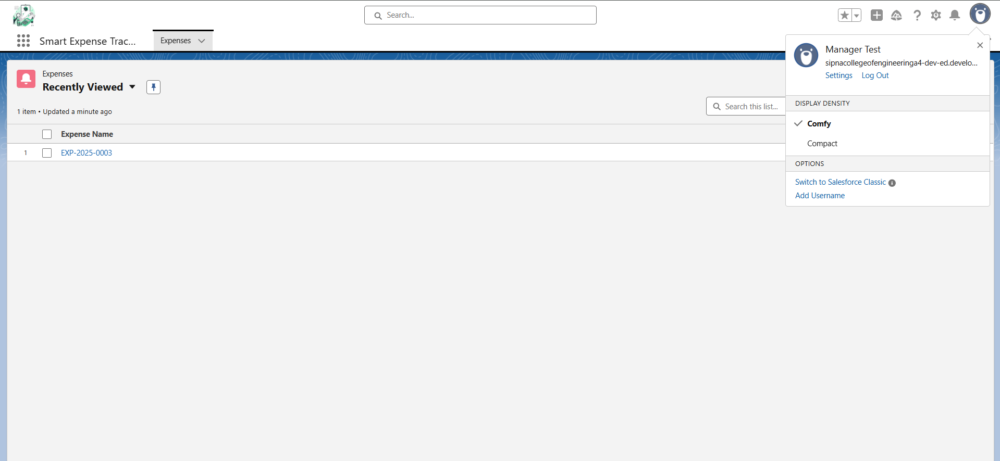 Search...
Smart Expense Trac...
Expenses
Expenses
Recently Viewed
1 item • Updated a minute ago
Search this list...
Expense Name
1
EXP-2025-0003
Manager Test
sipnacollegeofengineeringa4-dev-ed.develo...
Settings Log Out
DISPLAY DENSITY
Comfy
Compact
OPTIONS
Switch to Salesforce Classic
Add Username